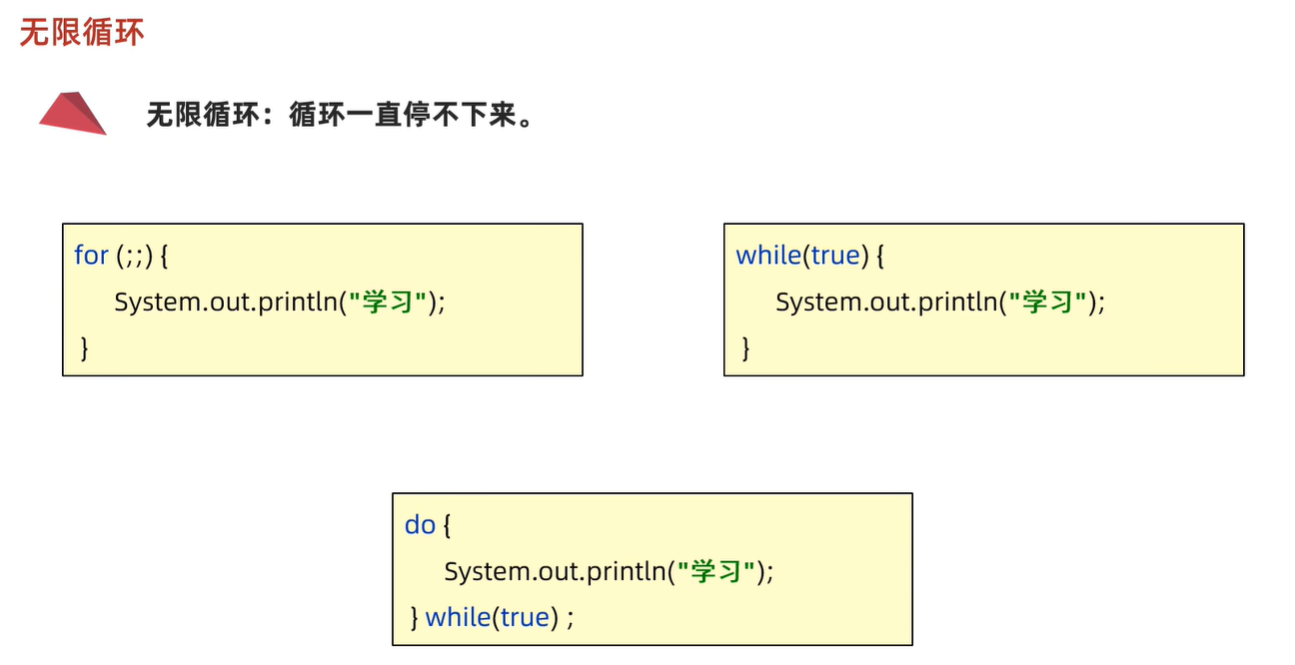 无限循环
无限循环：循环一直停不下来。
for (;;) {
System.out.println("学习");
}
while(true) {
System.out.println("学习");
}
do {
System.out.println("学习");
} while(true) ;